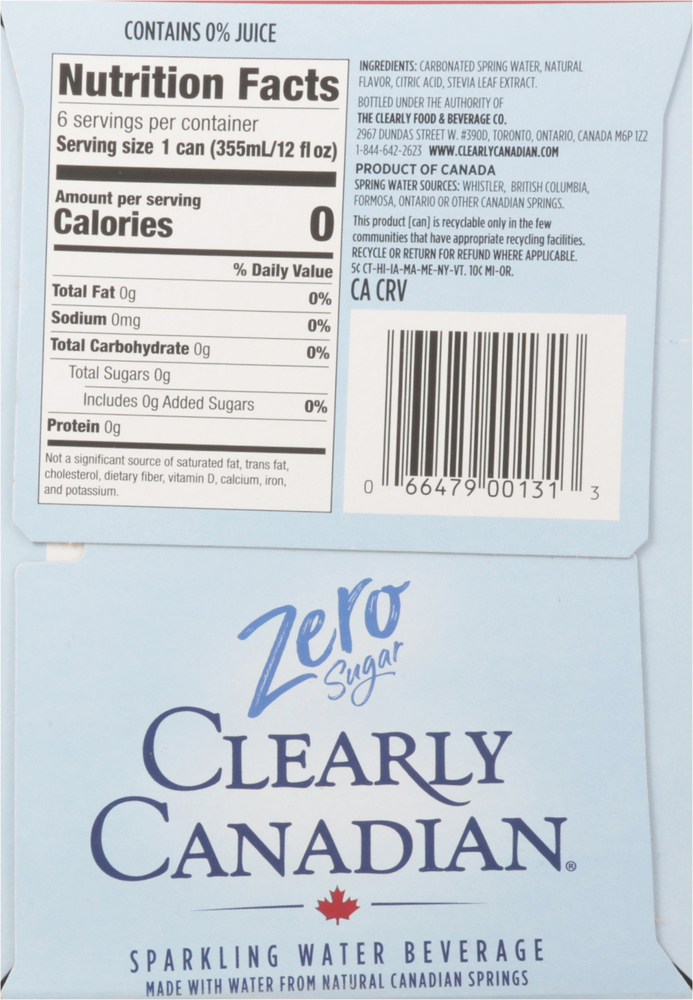 CONTAINS 0% JUICE
Nutrition Facts
6 servings per container
Serving size 1 can (355mL/12 fl oz)
Amount per serving
Calories 0
% Daily Value
Total Fat 0g 0%
Sodium 0mg 0%
Total Carbohydrate 0g 0%
Total Sugars 0g
Includes 0g Added Sugars 0%
Protein 0g
Not a significant source of saturated fat, trans fat,
cholesterol, dietary fiber, vitamin D, calcium, iron,
and potassium.
INGREDIENTS: CARBONATED SPRING WATER, NATURAL
FLAVOR, CITRIC ACID, STEVIA LEAF EXTRACT.
BOTTLED UNDER THE AUTHORITY OF
THE CLEARLY FOOD & BEVERAGE CO.
2967 DUNDAS STREET W. #390D, TORONTO, ONTARIO, CANADA M6P 1Z2
1-844-642-2623 WWW.CLEARLYCANADIAN.COM
PRODUCT OF CANADA
SPRING WATER SOURCES: WHISTLER, BRITISH COLUMBIA,
FORMOSA, ONTARIO OR OTHER CANADIAN SPRINGS.
This product [can] is recyclable only in the few
communities that have appropriate recycling facilities.
RECYCLE OR RETURN FOR REFUND WHERE APPLICABLE.
5¢ CT-HI-IA-MA-ME-NY-VT. 10¢ MI-OR.
CA CRV
0 66479 00131 3
Zero
Sugar
CLEARLY
CANADIAN®
SPARKLING WATER BEVERAGE
MADE WITH WATER FROM NATURAL CANADIAN SPRINGS